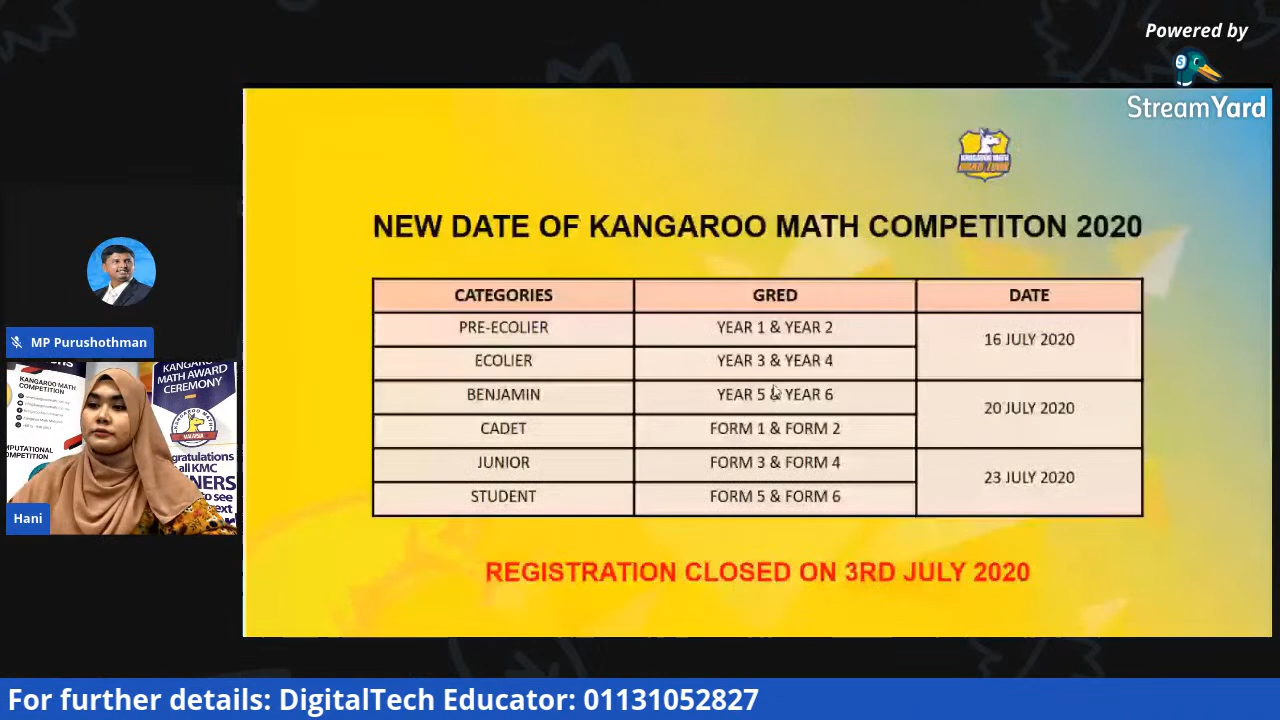 Powered by
StreamYard
NEW DATE OF KANGAROO MATH COMPETITON 2020
CATEGORIES GRED DATE
PRE-ECOLIER YEAR 1 & YEAR 2 16 JULY 2020
ECOLIER YEAR 3 & YEAR 4
BENJAMIN YEAR 5 & YEAR 6 20 JULY 2020
CADET FORM 1 & FORM 2
JUNIOR FORM 3 & FORM 4 23 JULY 2020
STUDENT FORM 5 & FORM 6
REGISTRATION CLOSED ON 3RD JULY 2020
MP Purushothman
KANGAROO MATH
COMPETITION
MATH AWARD
CEREMONY
all KMC
to see
Hani
For further details: DigitalTech Educator: 01131052827